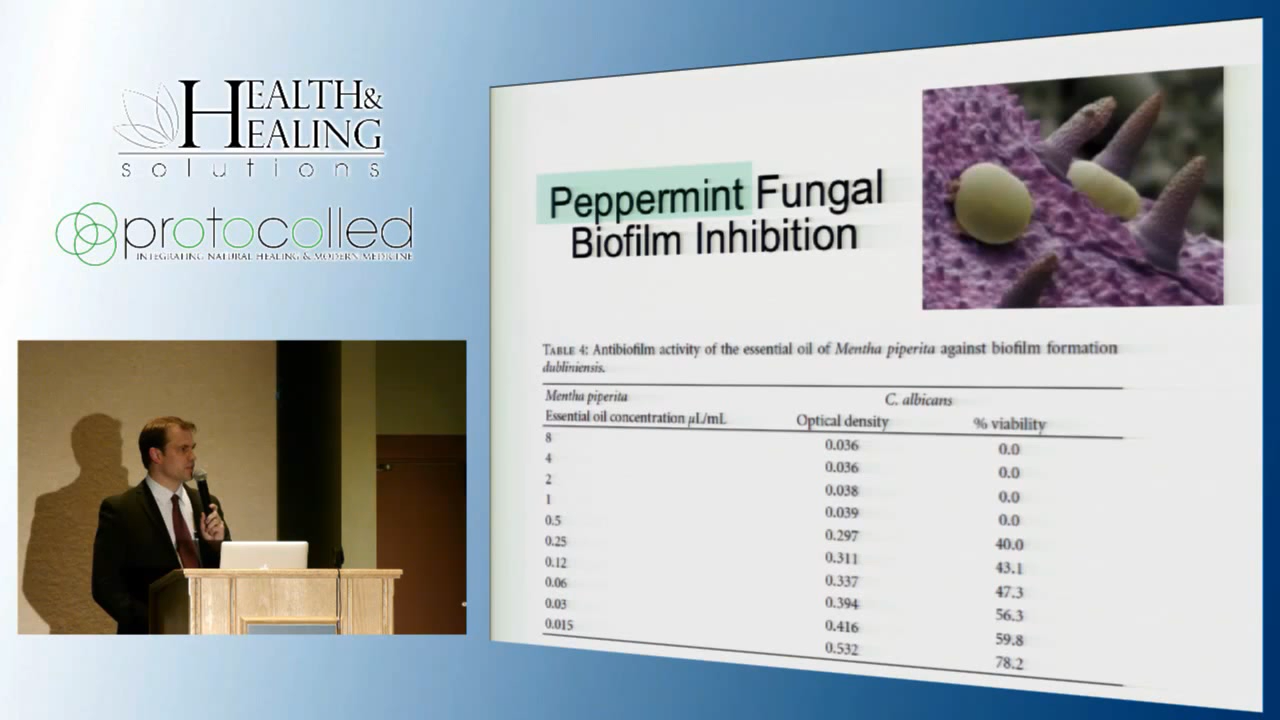 HEALTH&
HEALING
solutions
protocolled
INTEGRATING NATURAL HEALING & MODERN MEDICINE
Peppermint Fungal
Biofilm Inhibition
TABLE 4: Antibiofilm activity of the essential oil of Mentha piperita against biofilm formation
dubliniensis.
Mentha piperita C. albicans
Essential oil concentration μL/mL Optical density % viability
8 0.036 0.0
4 0.036 0.0
2 0.038 0.0
1 0.039 0.0
0.5 0.297 40.0
0.25 0.311 43.1
0.12 0.337 47.3
0.06 0.394 56.3
0.03 0.416 59.8
0.015 0.532 78.2